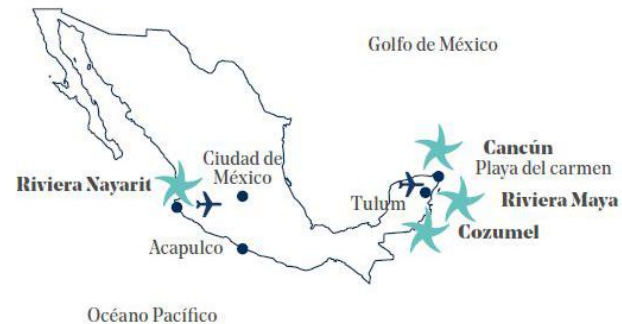 Golfo de México
Cancún
Playa del carmen
Ciudad de
México
Riviera Nayarit
Tulum
Riviera Maya
Cozumel
Acapulco
Océano Pacífico